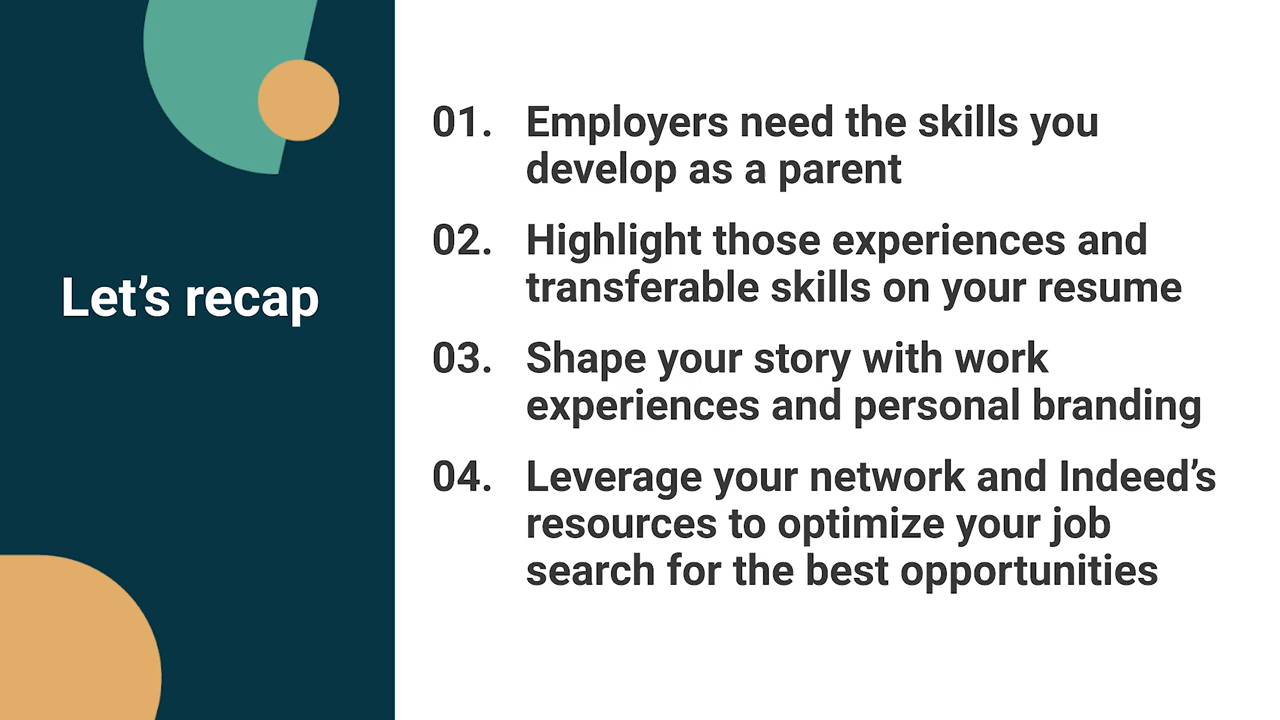 Let’s recap
01. Employers need the skills you
develop as a parent
02. Highlight those experiences and
transferable skills on your resume
03. Shape your story with work
experiences and personal branding
04. Leverage your network and Indeed’s
resources to optimize your job
search for the best opportunities